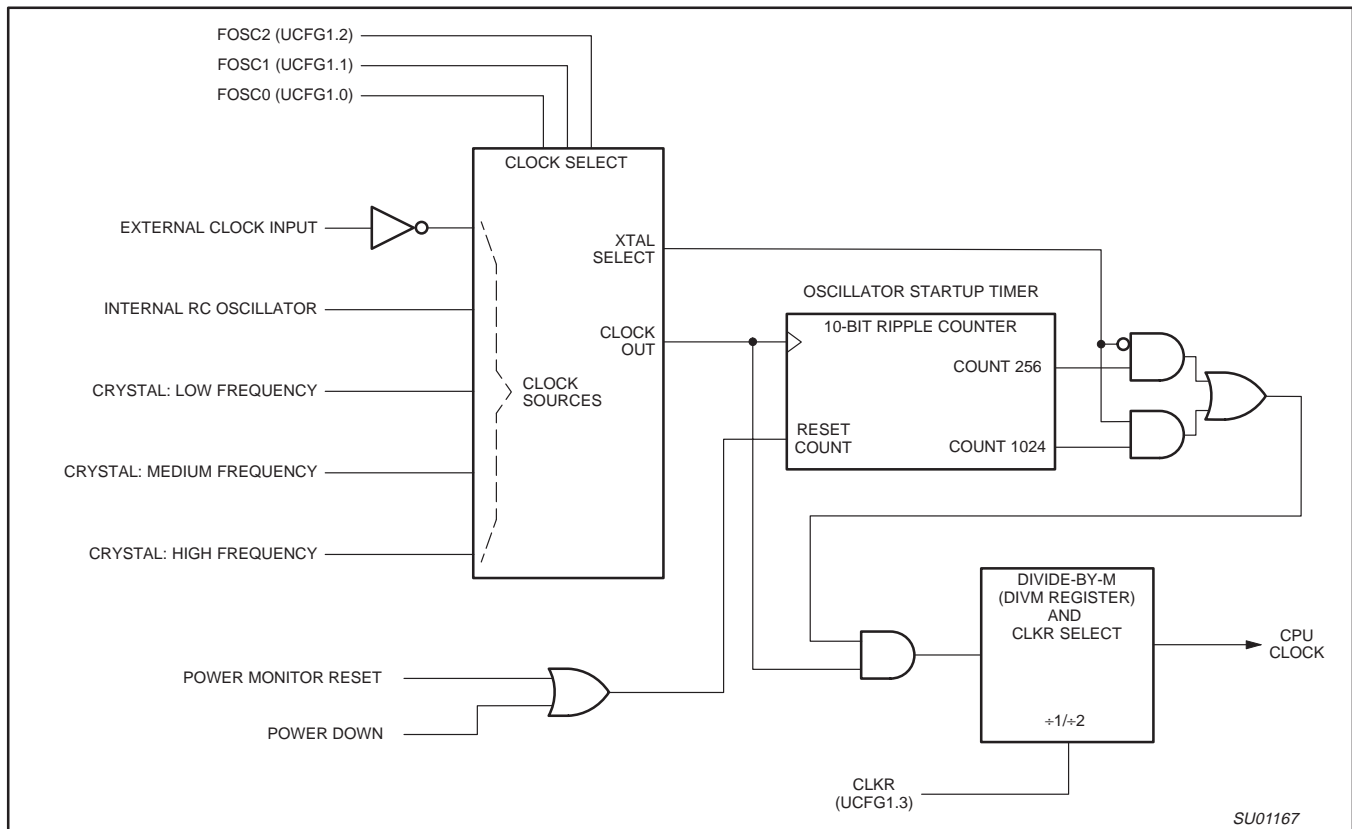 FOSC2 (UCFG1.2)
FOSC1 (UCFG1.1)
FOSC0 (UCFG1.0)
CLOCK SELECT
EXTERNAL CLOCK INPUT
XTAL
SELECT
INTERNAL RC OSCILLATOR
OSCILLATOR STARTUP TIMER
10-BIT RIPPLE COUNTER
CLOCK
OUT
COUNT 256
CRYSTAL: LOW FREQUENCY
CLOCK
SOURCES
RESET
COUNT
COUNT 1024
CRYSTAL: MEDIUM FREQUENCY
CRYSTAL: HIGH FREQUENCY
DIVIDE-BY-M
(DIVM REGISTER)
AND
CLKR SELECT
CPU
CLOCK
POWER MONITOR RESET
POWER DOWN
÷1/÷2
CLKR
(UCFG1.3)
SU01167